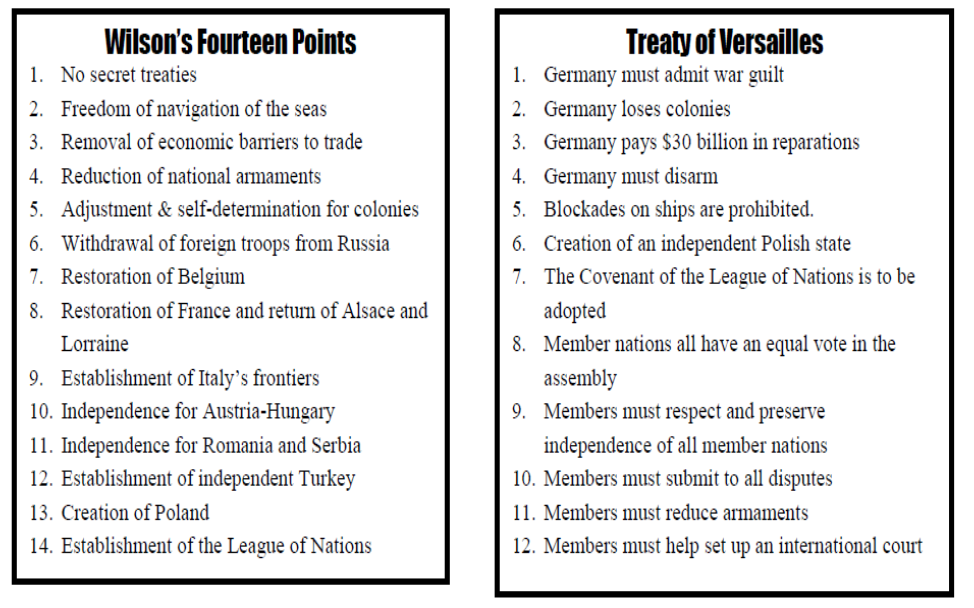 Wilson's Fourteen Points
1. No secret treaties
2. Freedom of navigation of the seas
3. Removal of economic barriers to trade
4. Reduction of national armaments
5. Adjustment & self-determination for colonies
6. Withdrawal of foreign troops from Russia
7. Restoration of Belgium
8. Restoration of France and return of Alsace and
Lorraine
9. Establishment of Italy's frontiers
10. Independence for Austria-Hungary
11. Independence for Romania and Serbia
12. Establishment of independent Turkey
13. Creation of Poland
14. Establishment of the League of Nations
Treaty of Versailles
1. Germany must admit war guilt
2. Germany loses colonies
3. Germany pays $30 billion in reparations
4. Germany must disarm
5. Blockades on ships are prohibited.
6. Creation of an independent Polish state
7. The Covenant of the League of Nations is to be
adopted
8. Member nations all have an equal vote in the
assembly
9. Members must respect and preserve
independence of all member nations
10. Members must submit to all disputes
11. Members must reduce armaments
12. Members must help set up an international court